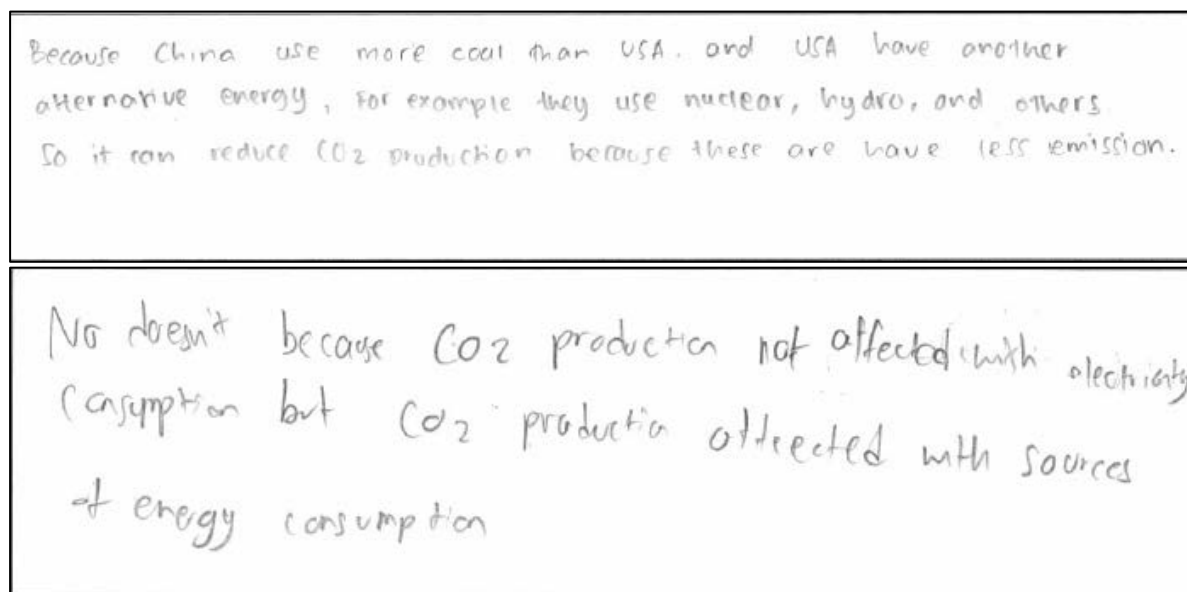 Because China use more coal than USA. and USA have another
alternative energy, For example they use nuclear, hydro, and others
So it can reduce CO2 production because these are have less emission.
No doesn't because CO2 production not affected with electricity
Consumption but CO2 production affected with sources
of energy consumption